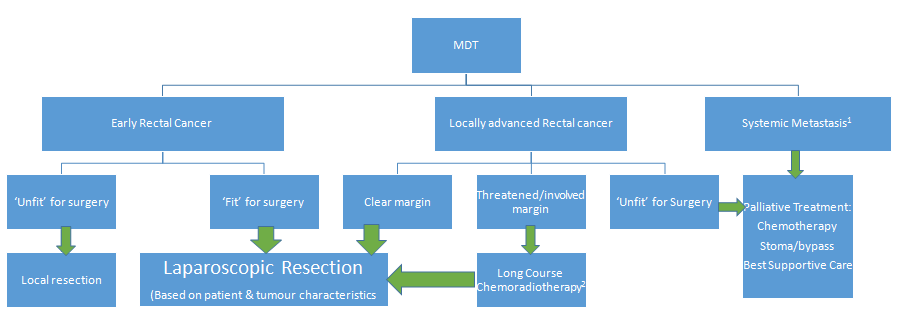 MDT
Early Rectal Cancer
Locally advanced Rectal cancer
Systemic Metastasis1
‘Unfit’ for surgery
‘Fit’ for surgery
Clear margin
Threatened/involved
margin
‘Unfit’ for Surgery
Palliative Treatment:
Chemotherapy
Stoma/bypass
Best Supportive Care
Local resection
Laparoscopic Resection
(Based on patient & tumour characteristics
Long Course
Chemoradiotherapy2